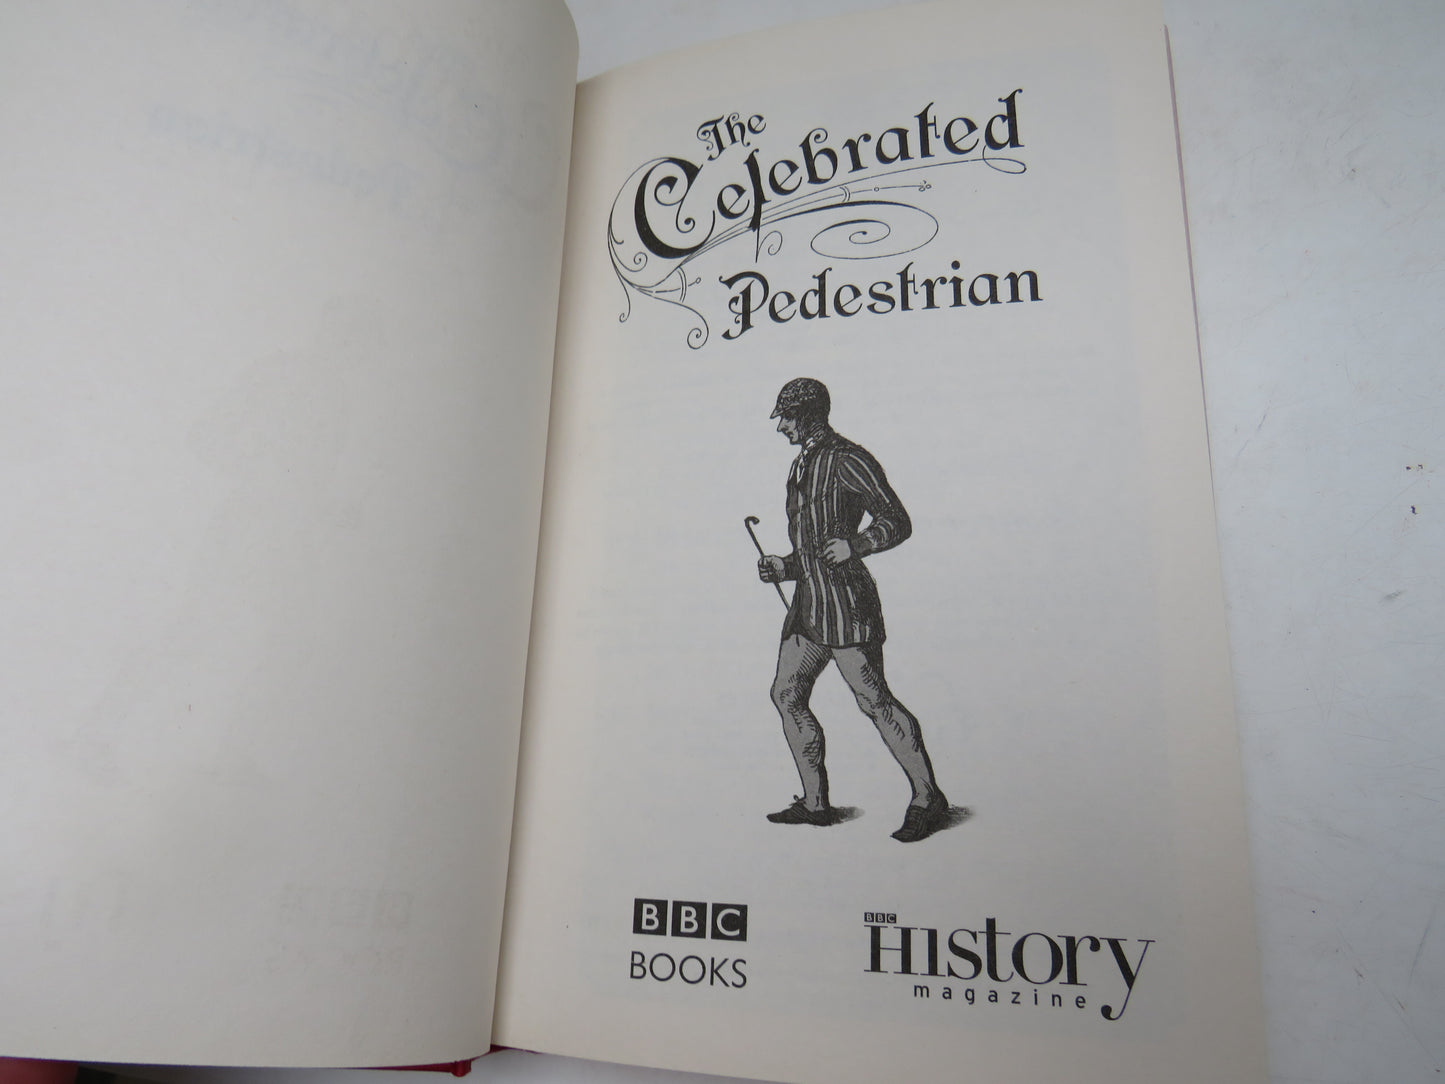 The
Celebrated
Pedestrian
BBC
BOOKS
BBC
History
magazine